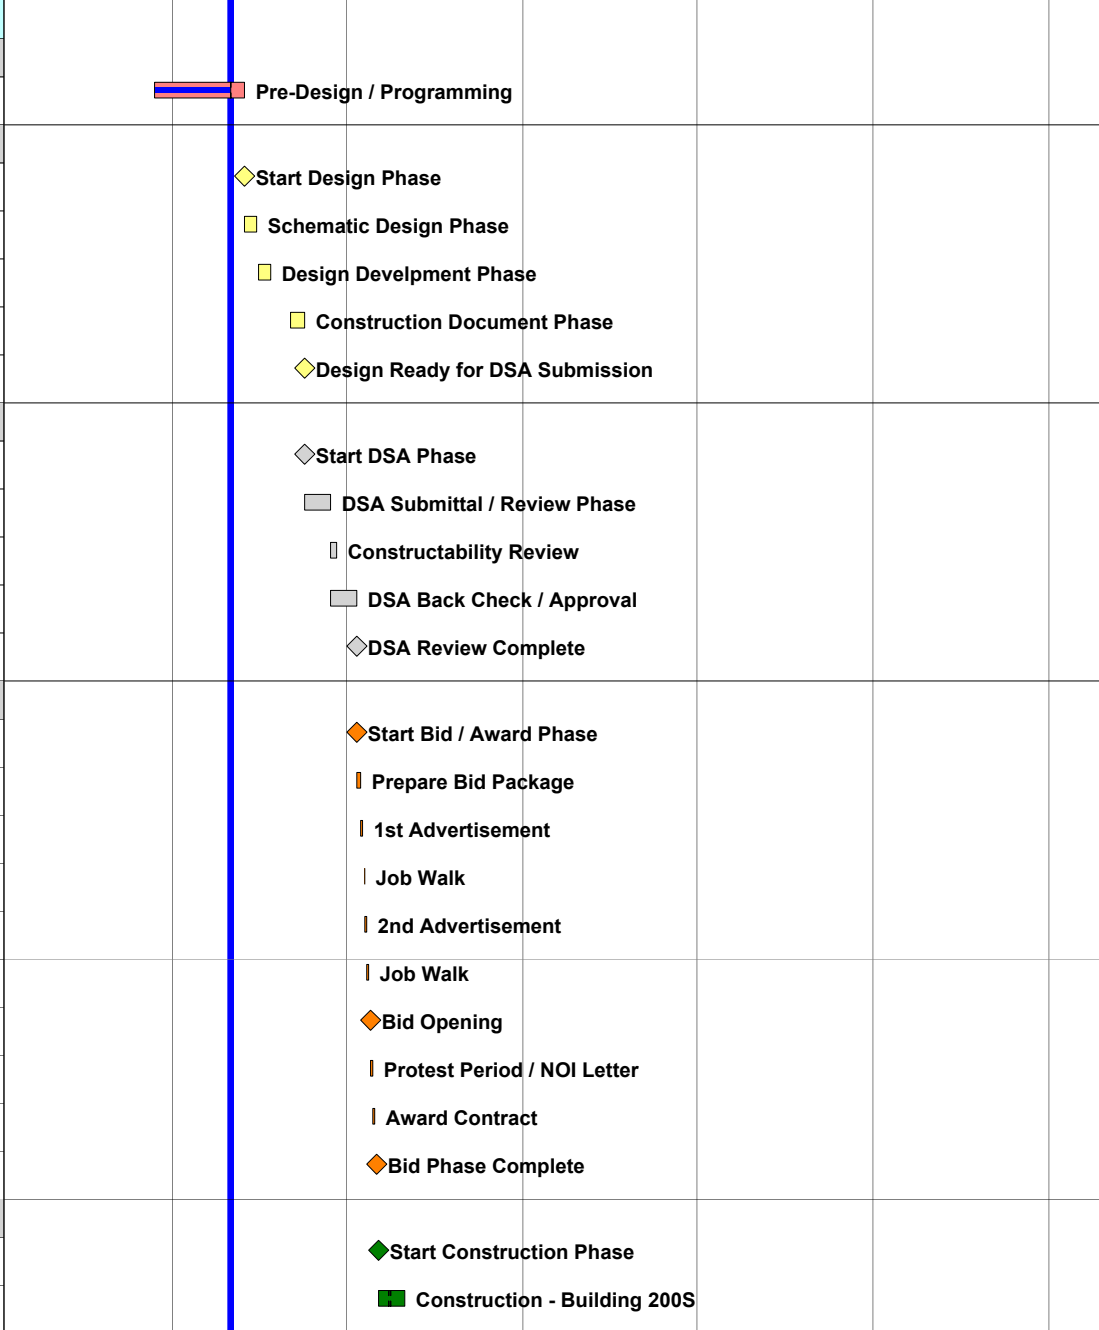 Pre-Design / Programming
Start Design Phase
Schematic Design Phase
Design Develpment Phase
Construction Document Phase
Design Ready for DSA Submission
Start DSA Phase
DSA Submittal / Review Phase
Constructability Review
DSA Back Check / Approval
DSA Review Complete
Start Bid / Award Phase
Prepare Bid Package
1st Advertisement
Job Walk
2nd Advertisement
Job Walk
Bid Opening
Protest Period / NOI Letter
Award Contract
Bid Phase Complete
Start Construction Phase
Construction - Building 200S